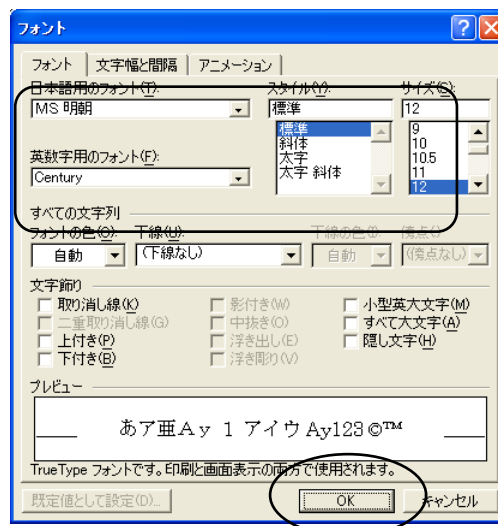 フォント
フォント 文字幅と間隔 アニメーション
日本語用のフォント(T): スタイル(Y): サイズ(S):
MS 明朝 標準 12
標準 9
斜体 10
太字 10.5
太字 斜体 11
12
英数字用のフォント(F):
Century
すべての文字列
フォントの色(C): 下線(U): 下線の色(I): 傍点(:)
自動 (下線なし) 自動 (傍点なし)
文字飾り
取り消し線(K) 影付き(W) 小型英大文字(M)
二重取り消し線(G) 中抜き(O) すべて大文字(A)
上付き(P) 浮き出し(E) 隠し文字(H)
下付き(B) 浮き彫り(V)
プレビュー
あア亜Ay 1 アイウ Ay123©™
TrueType フォントです。印刷と画面表示の両方で使用されます。
既定値として設定(D)... OK キャンセル